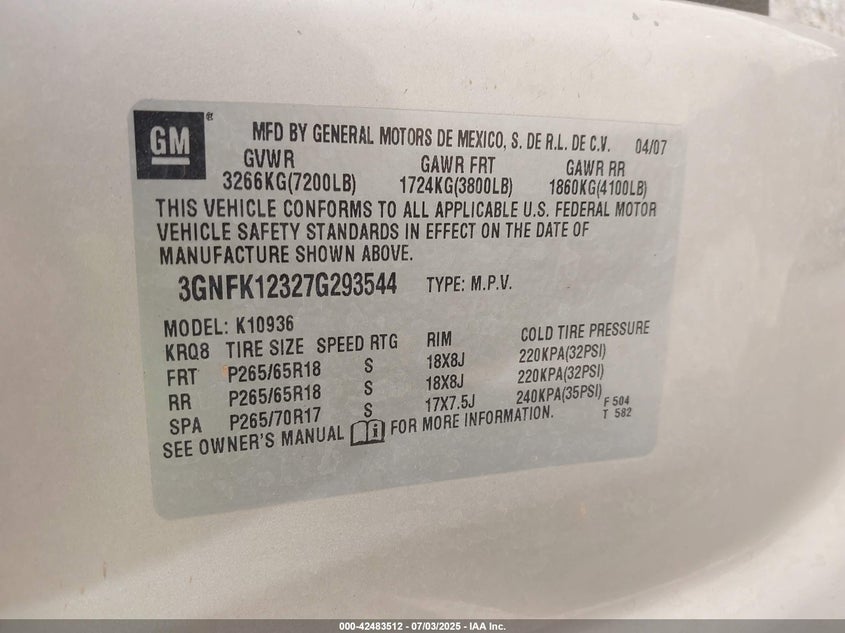 GM®
MFD BY GENERAL MOTORS DE MEXICO, S. DE R.L. DE C.V. 04/07
GVWR GAWR FRT GAWR RR
3266KG(7200LB) 1724KG(3800LB) 1860KG(4100LB)
THIS VEHICLE CONFORMS TO ALL APPLICABLE U.S. FEDERAL MOTOR
VEHICLE SAFETY STANDARDS IN EFFECT ON THE DATE OF
MANUFACTURE SHOWN ABOVE.
3GNFK12327G293544 TYPE: M.P.V.
MODEL: K10936
KRQ8 TIRE SIZE SPEED RTG RIM COLD TIRE PRESSURE
FRT P265/65R18 S 18X8J 220KPA(32PSI)
RR P265/65R18 S 18X8J 220KPA(32PSI)
SPA P265/70R17 S 17X7.5J 240KPA(35PSI)
SEE OWNER'S MANUAL i FOR MORE INFORMATION.
F 504
T 582
000-42483512 - 07/03/2025 - IAA Inc.